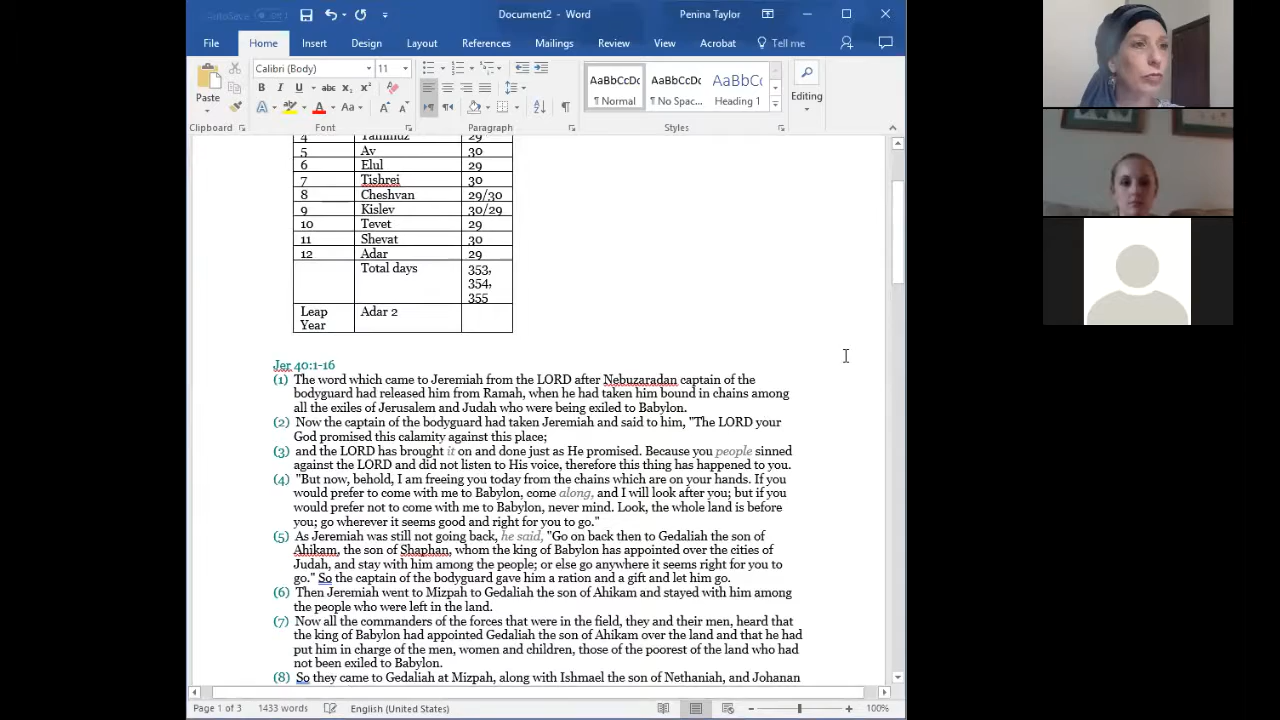 AutoSave Off
Document2 - Word
Penina Taylor
File Home Insert Design Layout References Mailings Review View Acrobat Tell me
Paste
Calibri (Body) 11
B I U abc x₂ x²
A A Aa A A
AaBbCcDc AaBbCcDc AaBbCc
¶ Normal ¶ No Spac... Heading 1
Editing
Clipboard Font Paragraph Styles
4 Tammuz 29
5 Av 30
6 Elul 29
7 Tishrei 30
8 Cheshvan 29/30
9 Kislev 30/29
10 Tevet 29
11 Shevat 30
12 Adar 29
Total days 353,
354,
355
Leap Adar 2
Year
Jer 40:1-16
(1) The word which came to Jeremiah from the LORD after Nebuzaradan captain of the
bodyguard had released him from Ramah, when he had taken him bound in chains among
all the exiles of Jerusalem and Judah who were being exiled to Babylon.
(2) Now the captain of the bodyguard had taken Jeremiah and said to him, "The LORD your
God promised this calamity against this place;
(3) and the LORD has brought it on and done just as He promised. Because you people sinned
against the LORD and did not listen to His voice, therefore this thing has happened to you.
(4) "But now, behold, I am freeing you today from the chains which are on your hands. If you
would prefer to come with me to Babylon, come along, and I will look after you; but if you
would prefer not to come with me to Babylon, never mind. Look, the whole land is before
you; go wherever it seems good and right for you to go."
(5) As Jeremiah was still not going back, he said, "Go on back then to Gedaliah the son of
Ahikam, the son of Shaphan, whom the king of Babylon has appointed over the cities of
Judah, and stay with him among the people; or else go anywhere it seems right for you to
go." So the captain of the bodyguard gave him a ration and a gift and let him go.
(6) Then Jeremiah went to Mizpah to Gedaliah the son of Ahikam and stayed with him among
the people who were left in the land.
(7) Now all the commanders of the forces that were in the field, they and their men, heard that
the king of Babylon had appointed Gedaliah the son of Ahikam over the land and that he had
put him in charge of the men, women and children, those of the poorest of the land who had
not been exiled to Babylon.
(8) So they came to Gedaliah at Mizpah, along with Ishmael the son of Nethaniah, and Johanan
Page 1 of 3 1433 words English (United States) 100%